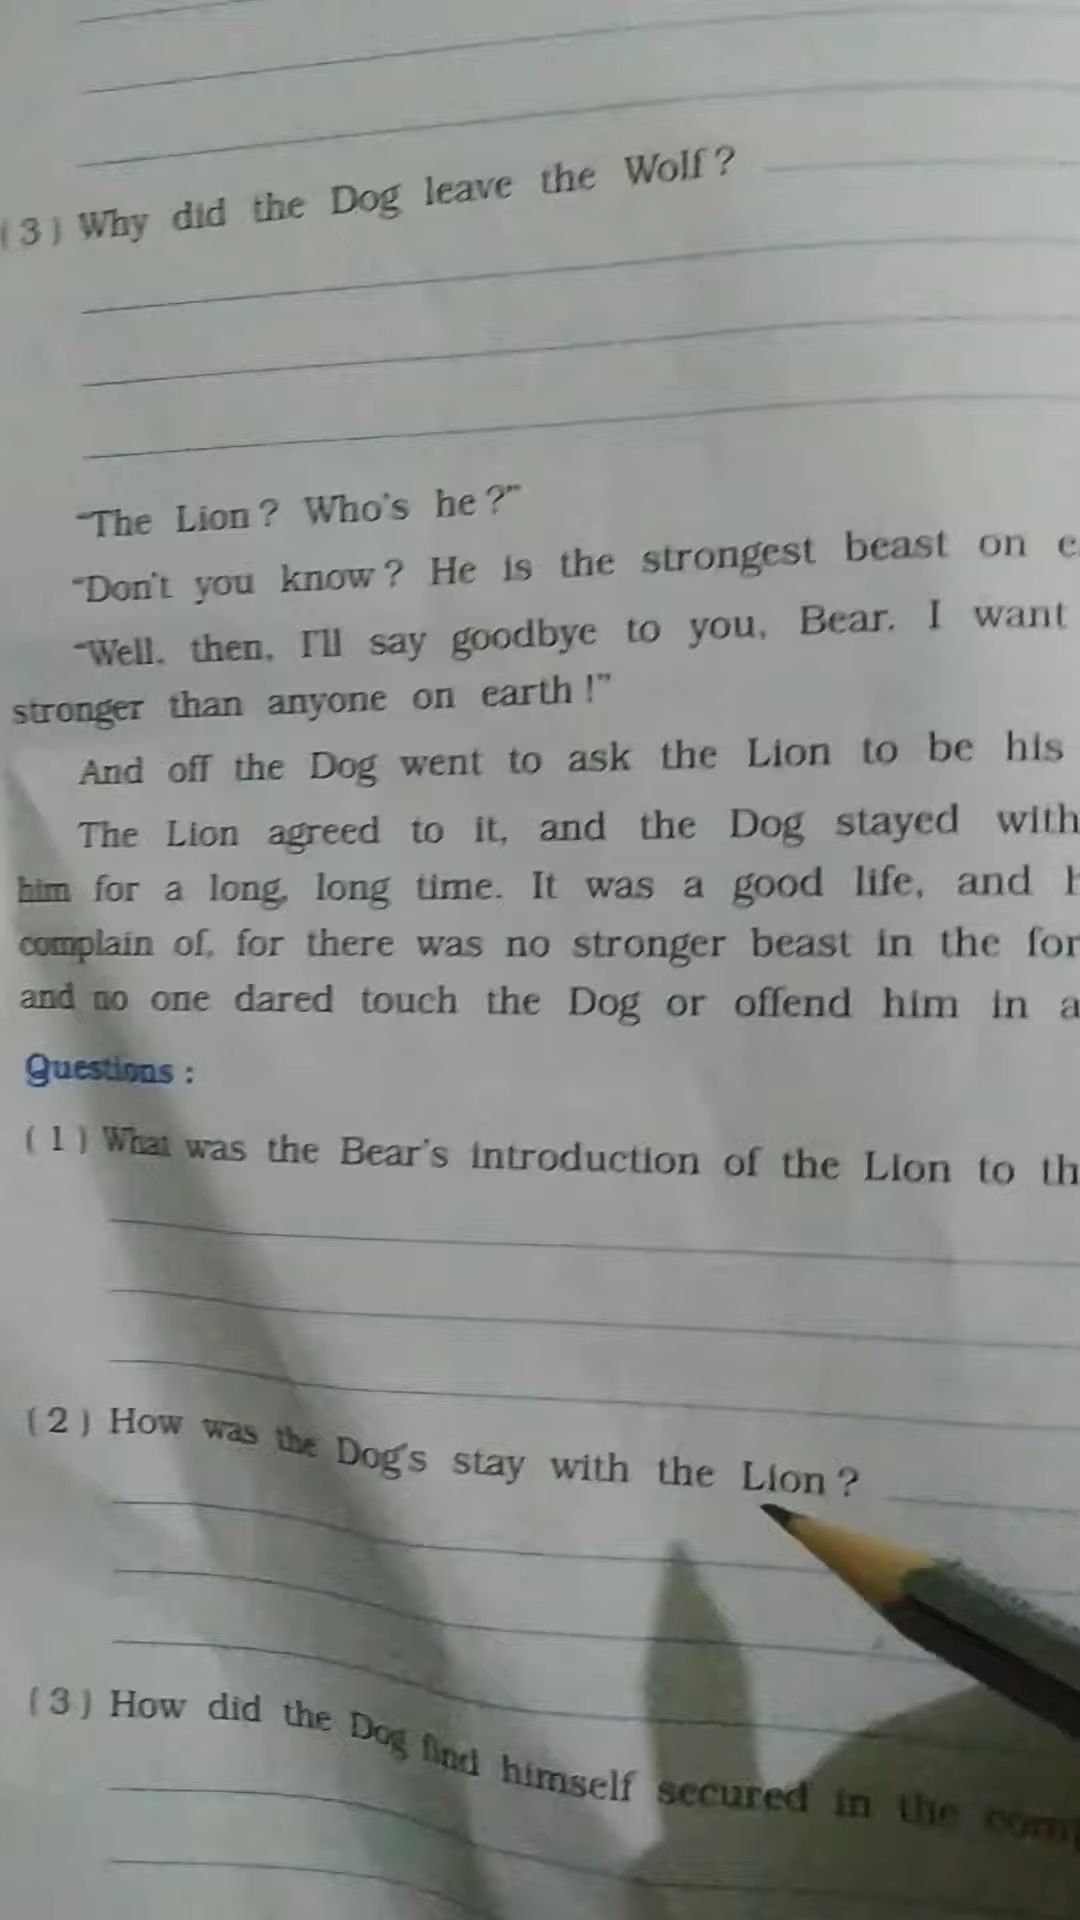 (3) Why did the Dog leave the Wolf?
"The Lion? Who's he?"
"Don't you know? He is the strongest beast on
"Well, then, I'll say goodbye to you, Bear. I want
stronger than anyone on earth!"
And off the Dog went to ask the Lion to be his
The Lion agreed to it, and the Dog stayed with
him for a long, long time. It was a good life, and
complain of, for there was no stronger beast in the
and no one dared touch the Dog or offend him in
Questions:
(1) What was the Bear's introduction of the Lion to
(2) How was the Dog's stay with the Lion?
(3) How did the Dog find himself secured in the